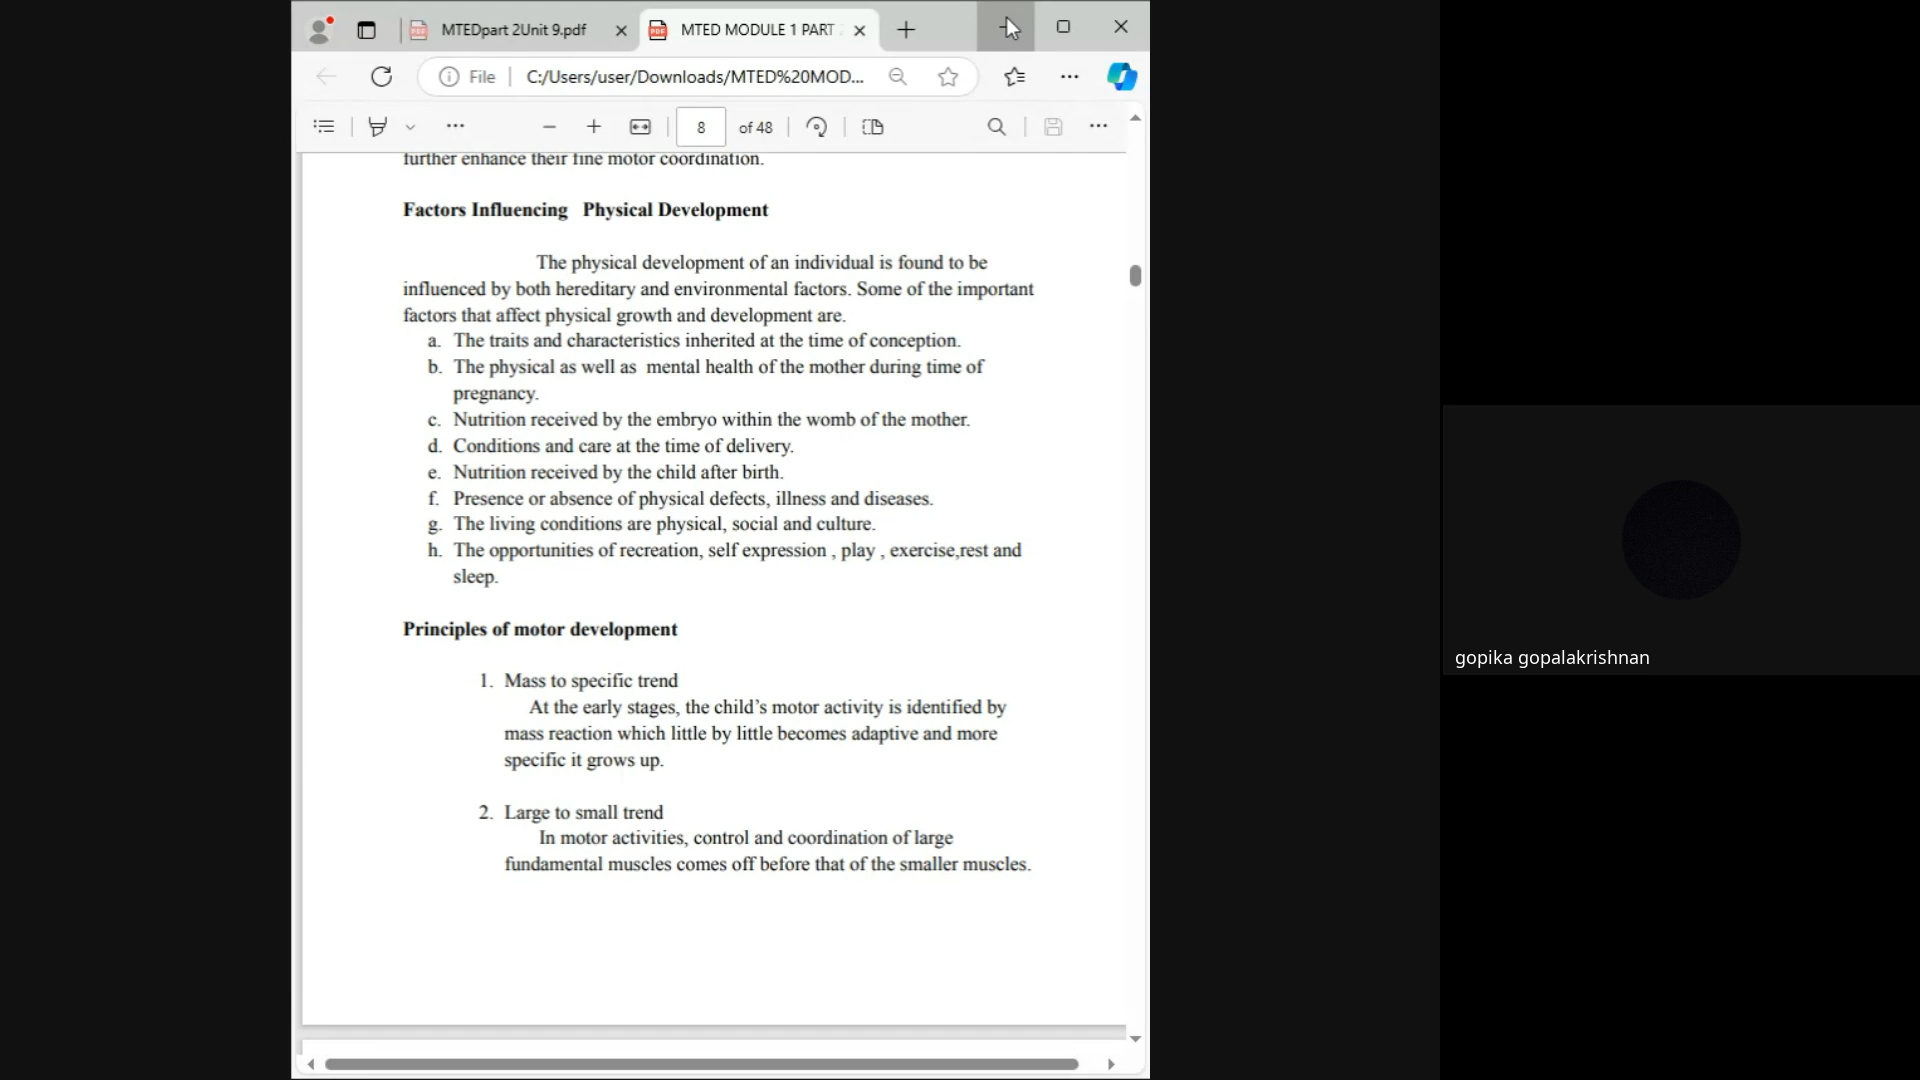 MTEDpart 2Unit 9.pdf
MTED MODULE 1 PART
File
C:/Users/user/Downloads/MTED%20MOD...
8 of 48
further enhance their fine motor coordination.
Factors Influencing Physical Development
The physical development of an individual is found to be
influenced by both hereditary and environmental factors. Some of the important
factors that affect physical growth and development are.
a. The traits and characteristics inherited at the time of conception.
b. The physical as well as mental health of the mother during time of
pregnancy.
c. Nutrition received by the embryo within the womb of the mother.
d. Conditions and care at the time of delivery.
e. Nutrition received by the child after birth.
f. Presence or absence of physical defects, illness and diseases.
g. The living conditions are physical, social and culture.
h. The opportunities of recreation, self expression , play , exercise,rest and
sleep.
Principles of motor development
1. Mass to specific trend
At the early stages, the child’s motor activity is identified by
mass reaction which little by little becomes adaptive and more
specific it grows up.
2. Large to small trend
In motor activities, control and coordination of large
fundamental muscles comes off before that of the smaller muscles.
gopika gopalakrishnan